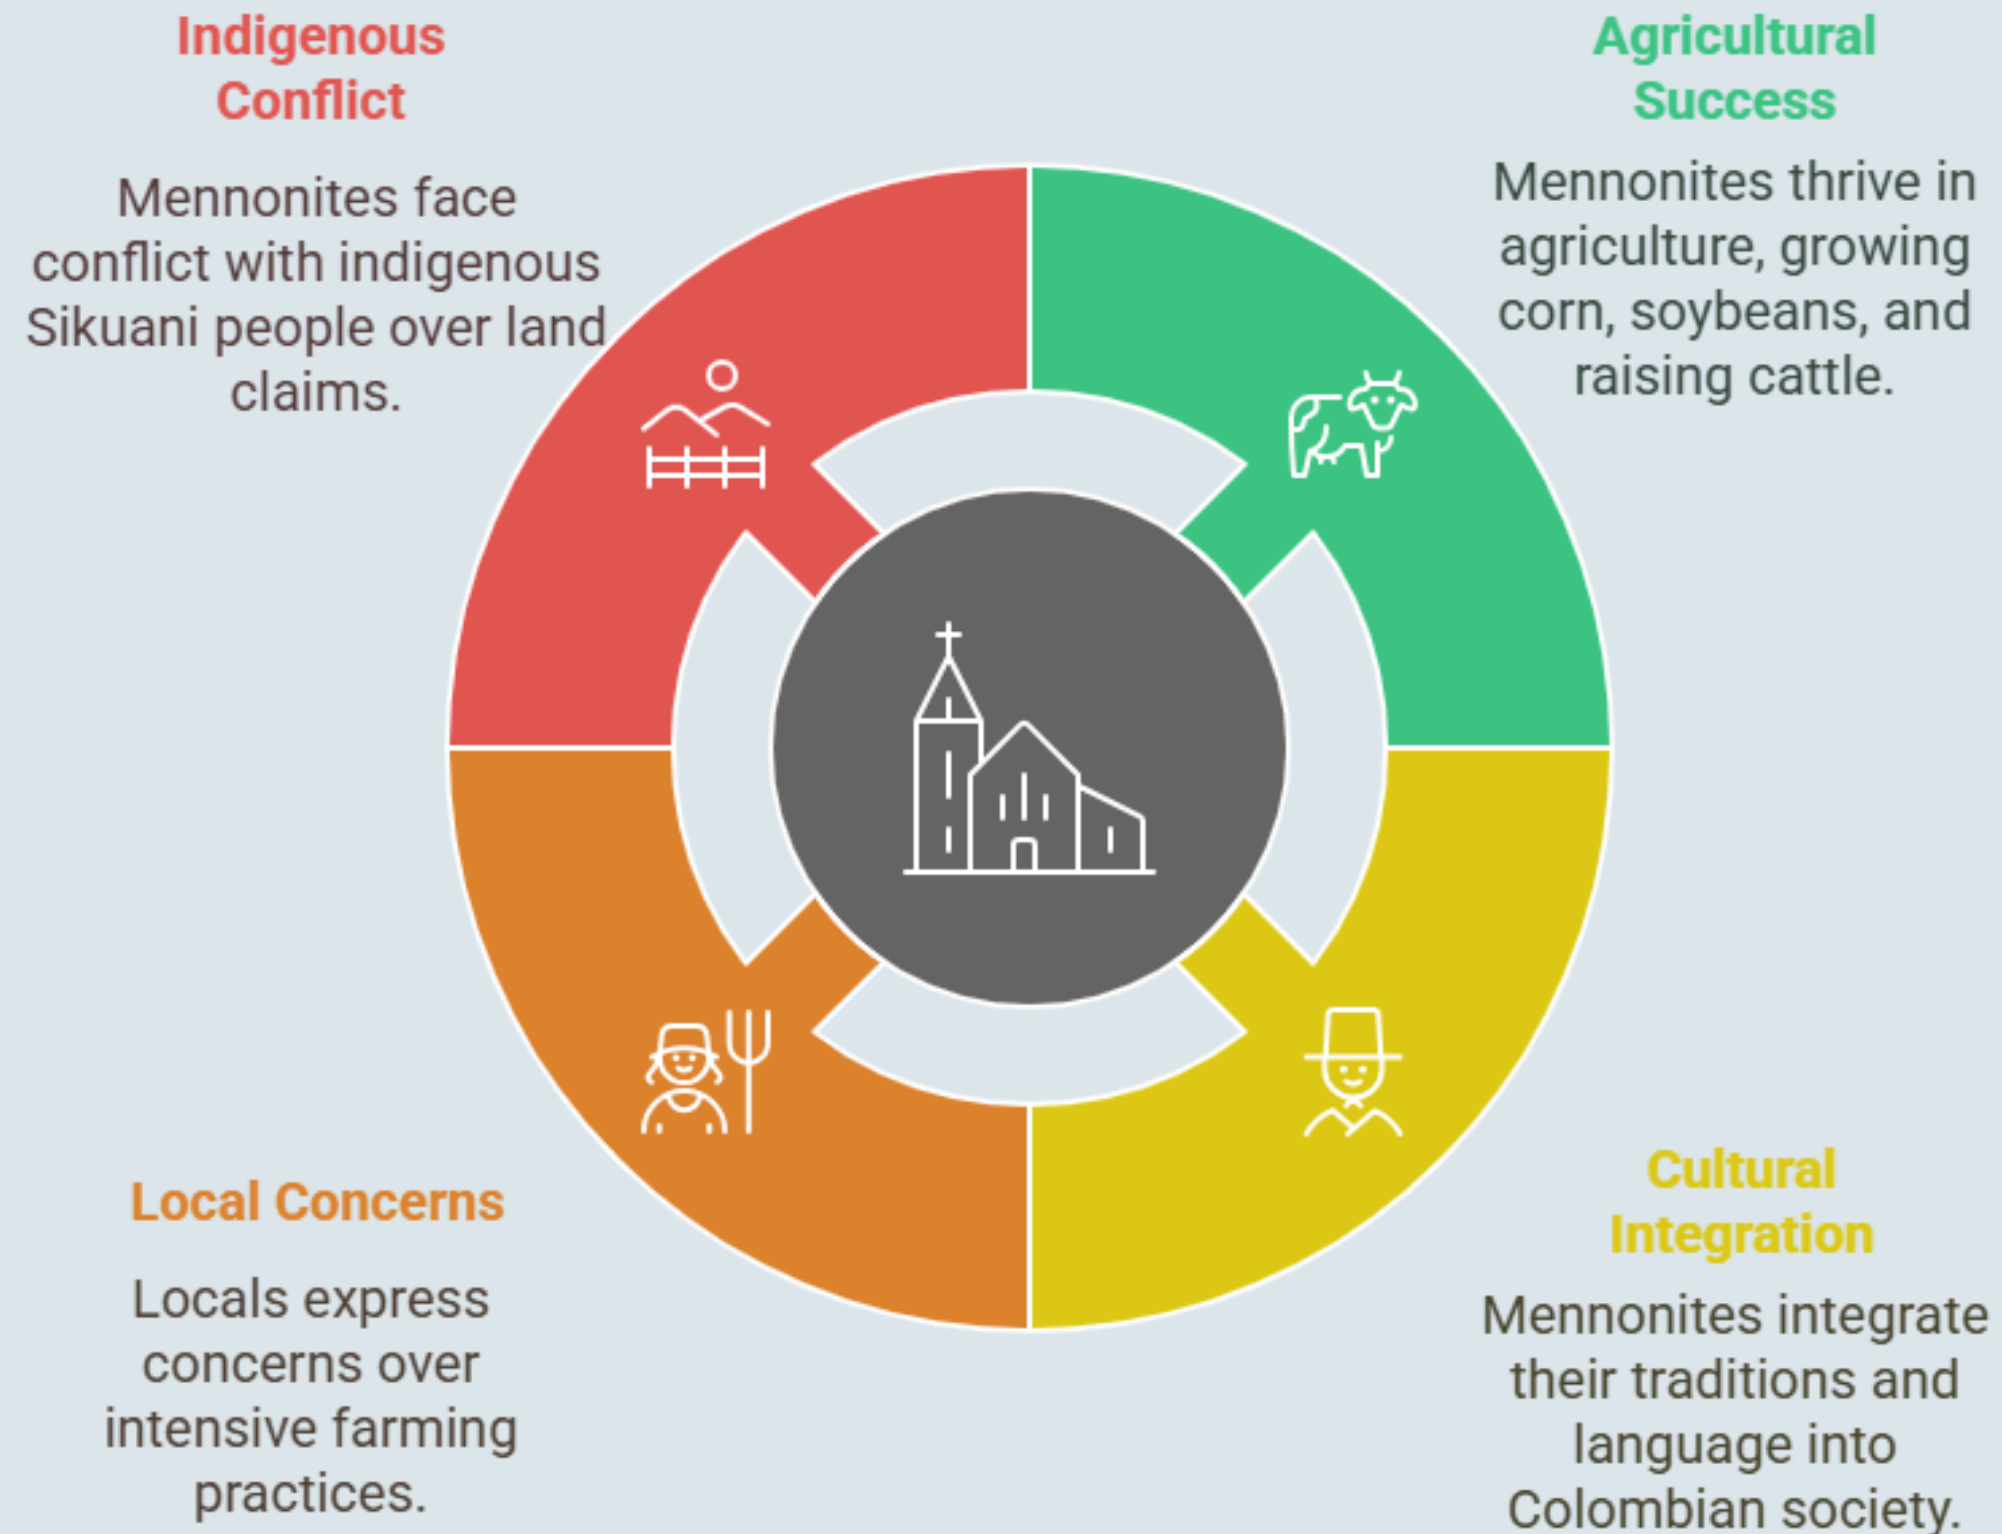 Indigenous
Conflict
Mennonites face
conflict with indigenous
Sikuani people over land
claims.
Agricultural
Success
Mennonites thrive in
agriculture, growing
corn, soybeans, and
raising cattle.
Local Concerns
Locals express
concerns over
intensive farming
practices.
Cultural
Integration
Mennonites integrate
their traditions and
language into
Colombian society.